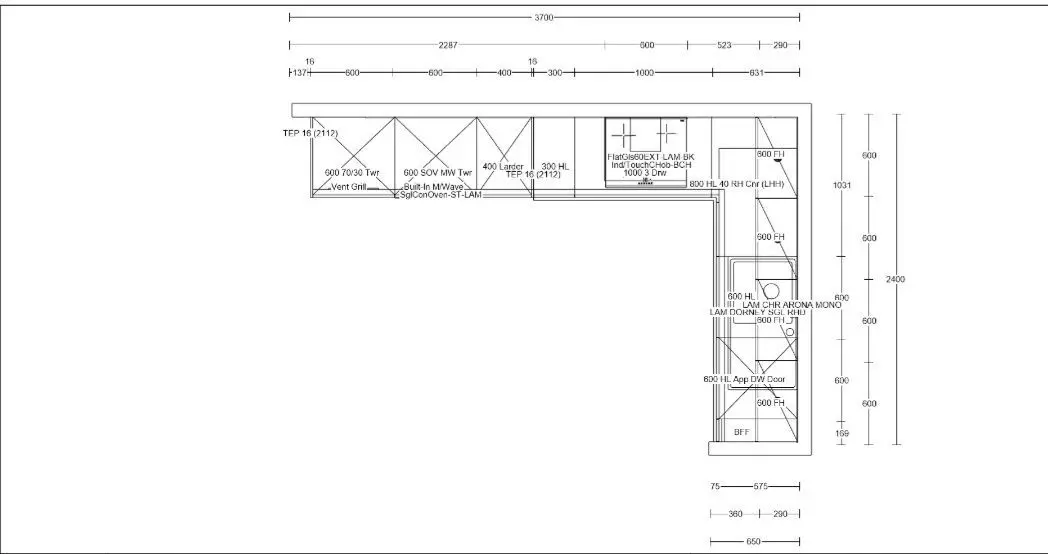 3700
2287 600 523 290
16 16
137 600 600 400 300 1000 631
TEP 16 (2112)
600 70/30 Twr
Vent Grill
600 SOV MW Twr
Built-In M/Wave
SglConOven-ST-LAM
400 Larder
TEP 16 (2112)
300 HL
FlatGls60EXT-LAM-BK
Ind/TouchCHob-BCH
1000 3 Drw
600 FH
800 HL 40 RH Cnr (LHH)
600 FH
600 HL
LAM CHR ARONA MONO
LAM DORNEY SGL RHD
600 FH
600 HL App DW Door
600 FH
BFF
1031
600
600
169
600
600
600
600
2400
75 575
360 290
650